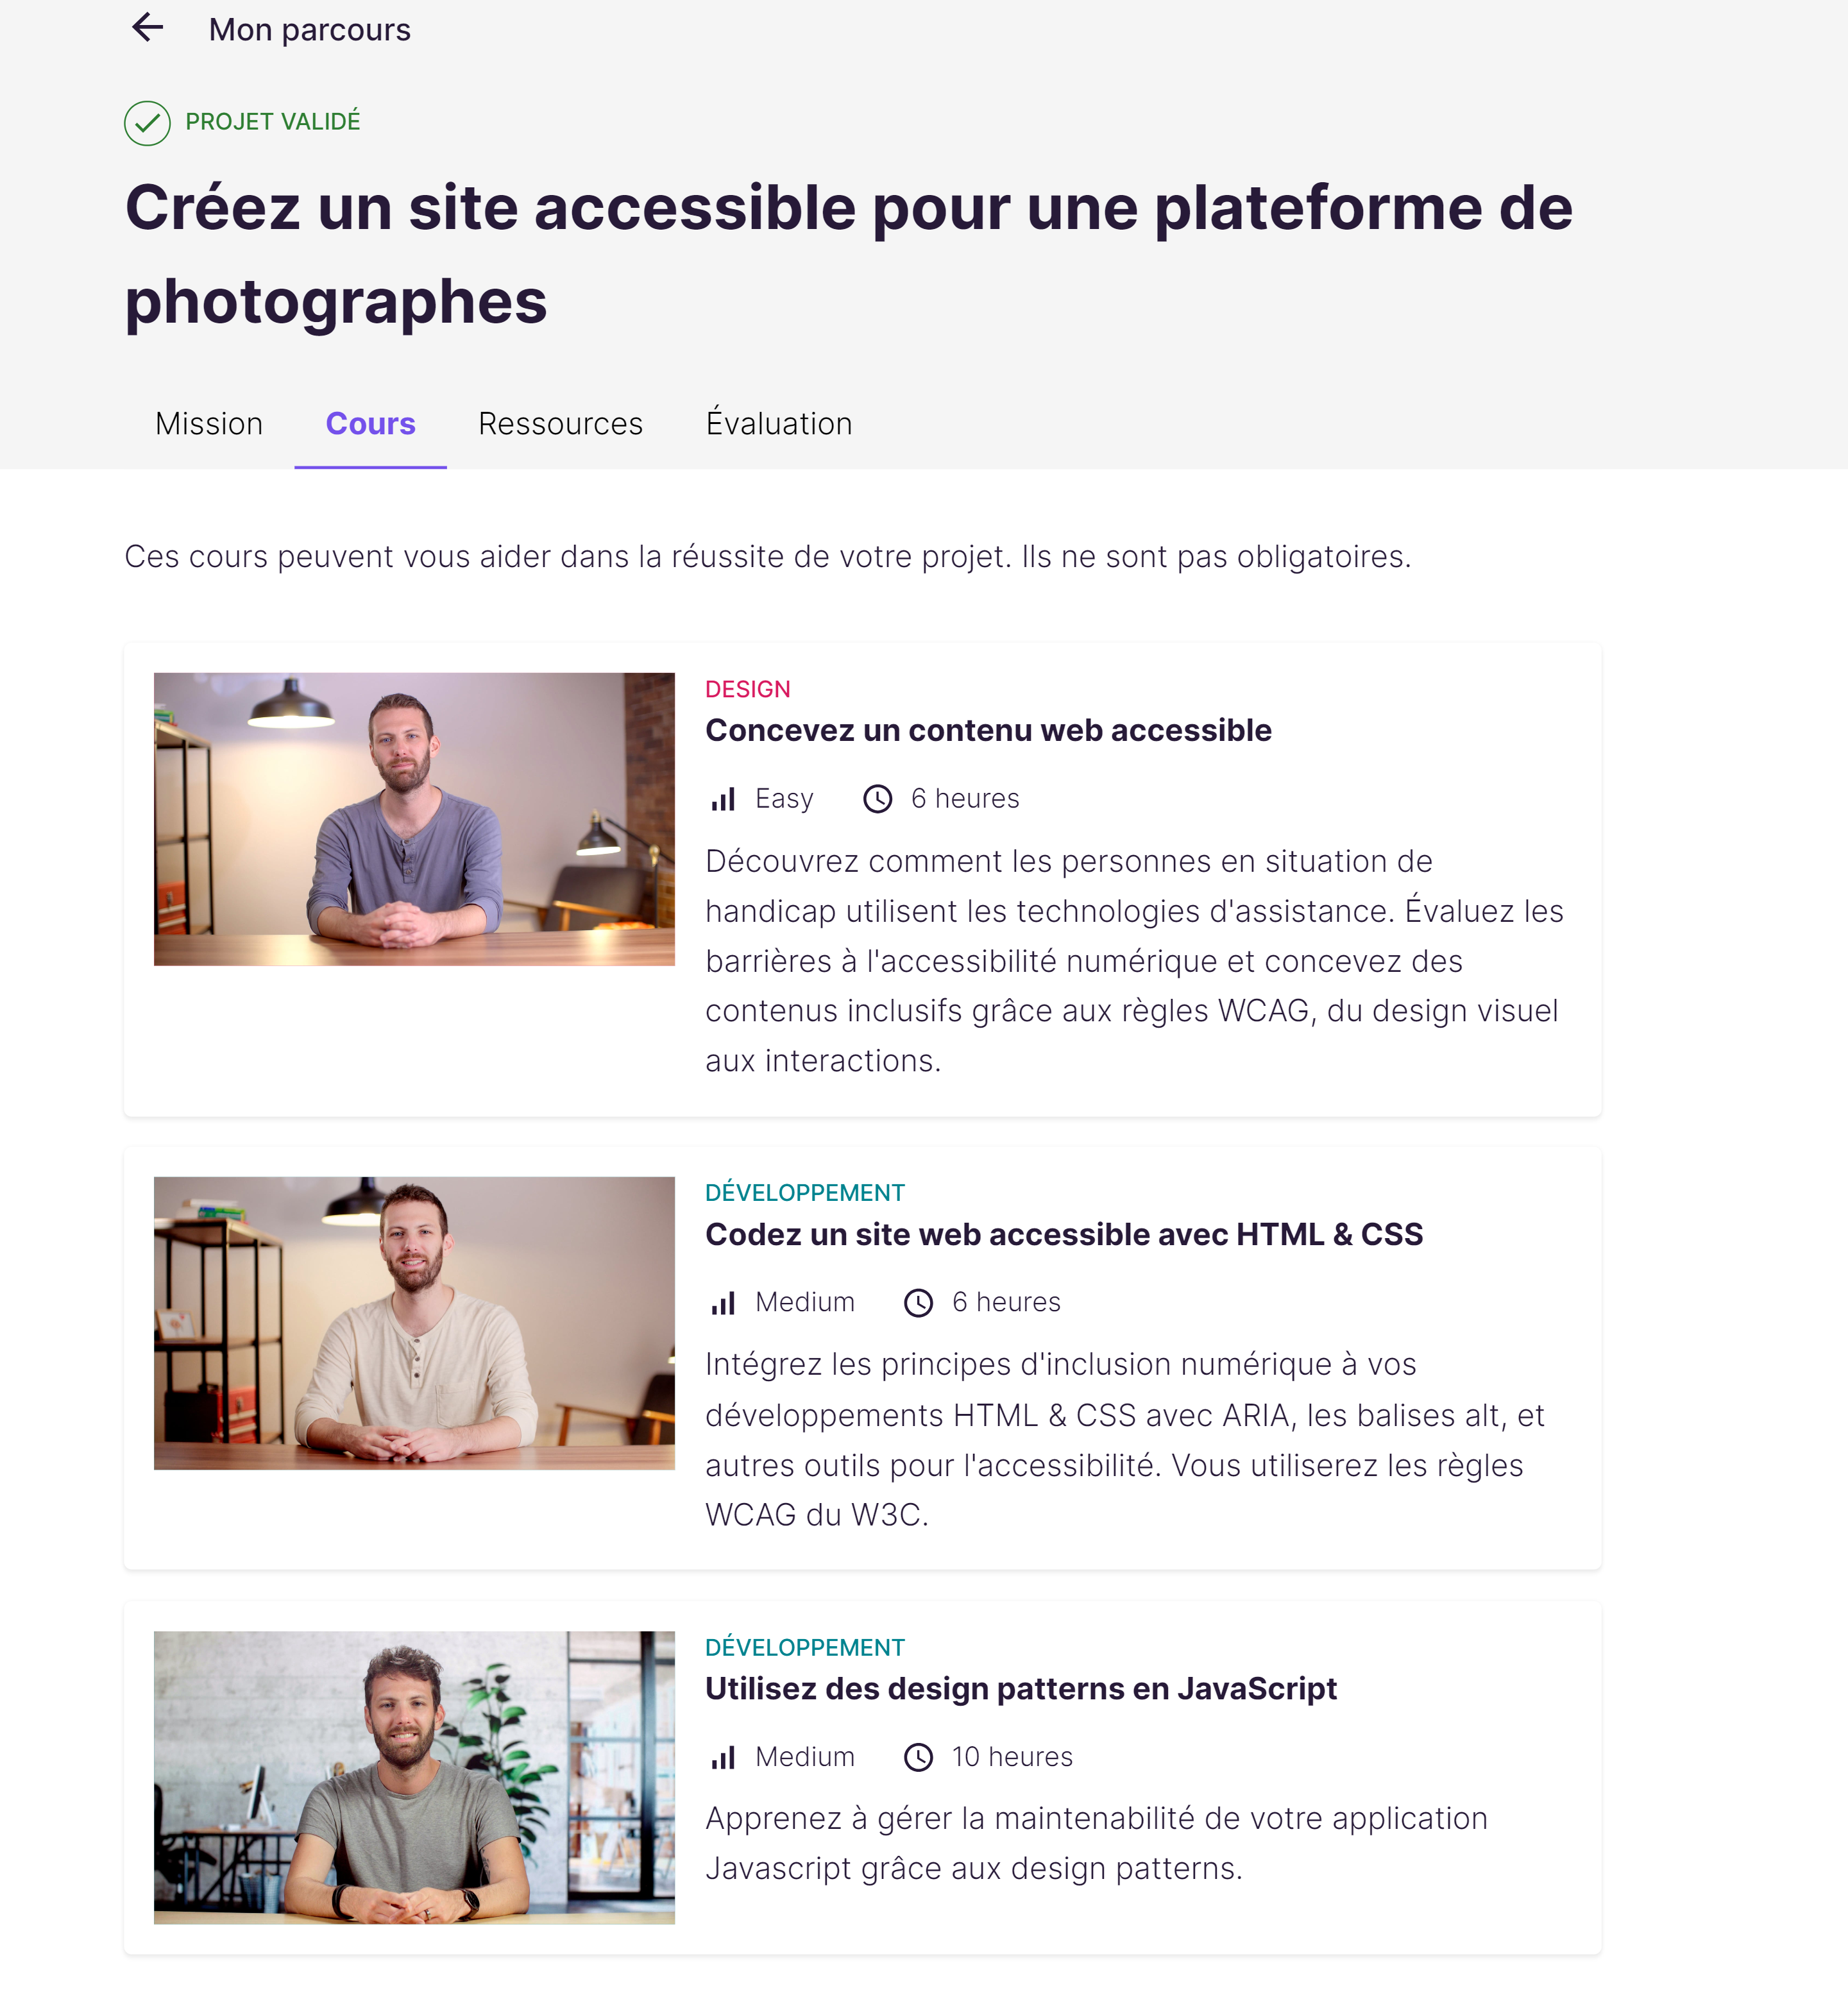 Mon parcours
PROJET VALIDÉ
Créez un site accessible pour une plateforme de
photographes
Mission Cours Ressources Évaluation
Ces cours peuvent vous aider dans la réussite de votre projet. Ils ne sont pas obligatoires.
DESIGN
Concevez un contenu web accessible
Easy 6 heures
Découvrez comment les personnes en situation de
handicap utilisent les technologies d'assistance. Évaluez les
barrières à l'accessibilité numérique et concevez des
contenus inclusifs grâce aux règles WCAG, du design visuel
aux interactions.
DÉVELOPPEMENT
Codez un site web accessible avec HTML & CSS
Medium 6 heures
Intégrez les principes d'inclusion numérique à vos
développements HTML & CSS avec ARIA, les balises alt, et
autres outils pour l'accessibilité. Vous utiliserez les règles
WCAG du W3C.
DÉVELOPPEMENT
Utilisez des design patterns en JavaScript
Medium 10 heures
Apprenez à gérer la maintenabilité de votre application
Javascript grâce aux design patterns.